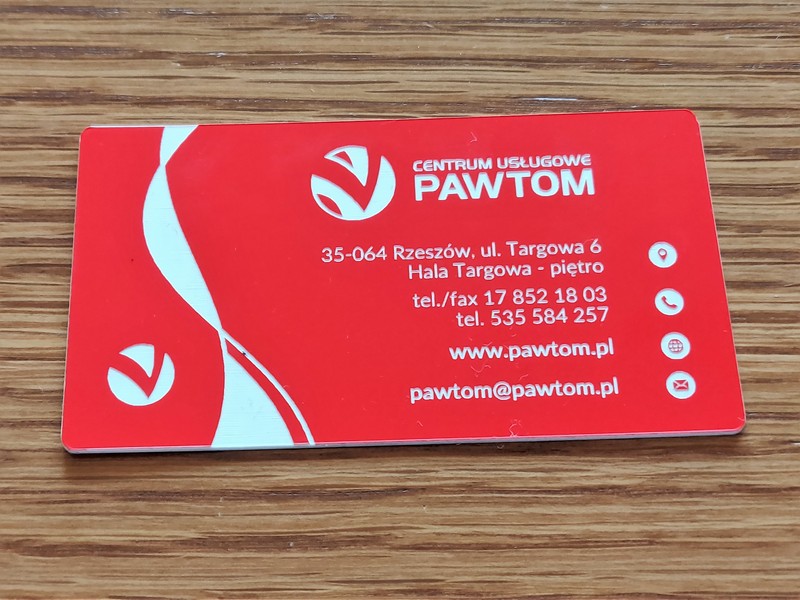 CENTRUM USŁUGOWE
PAWTOM
35-064 Rzeszów, ul. Targowa 6
Hala Targowa - piętro
tel./fax 17 852 18 03
tel. 535 584 257
www.pawtom.pl
pawtom@pawtom.pl